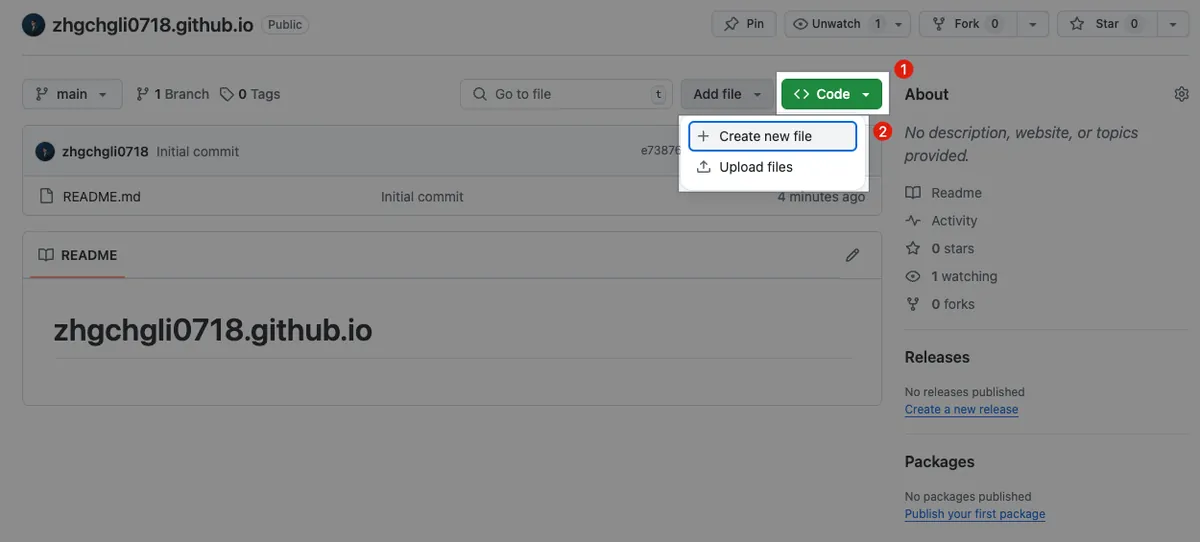 zhgchgli0718.github.io Public Pin Unwatch 1 Fork 0 Star 0
main 1 Branch 0 Tags Go to file t Add file <> Code 1
Create new file 2
Upload files
zhgchgli0718 Initial commit e73876
README.md Initial commit 4 minutes ago
README
zhgchgli0718.github.io
About
No description, website, or topics
provided.
Readme
Activity
0 stars
1 watching
0 forks
Releases
No releases published
Create a new release
Packages
No packages published
Publish your first package